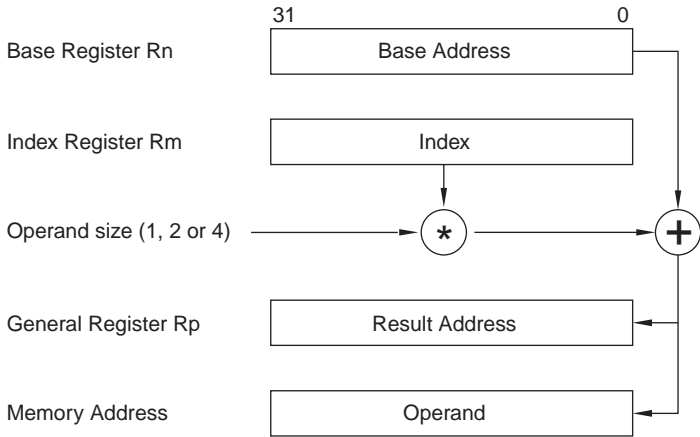 31 0
Base Register Rn Base Address
Index Register Rm Index
Operand size (1, 2 or 4) * +
General Register Rp Result Address
Memory Address Operand